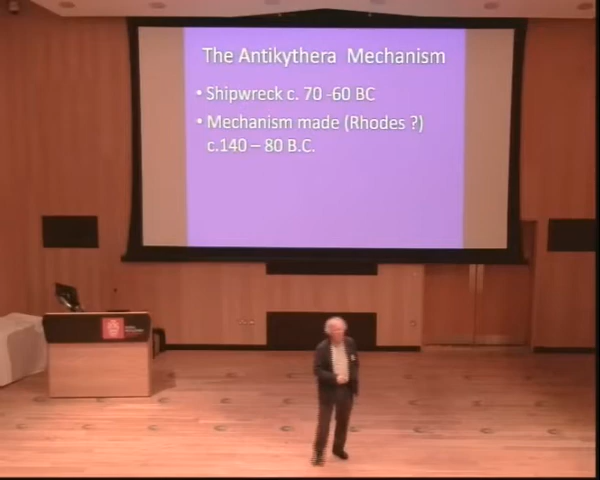 The Antikythera Mechanism
• Shipwreck c. 70 -60 BC
• Mechanism made (Rhodes ?)
c.140 – 80 B.C.